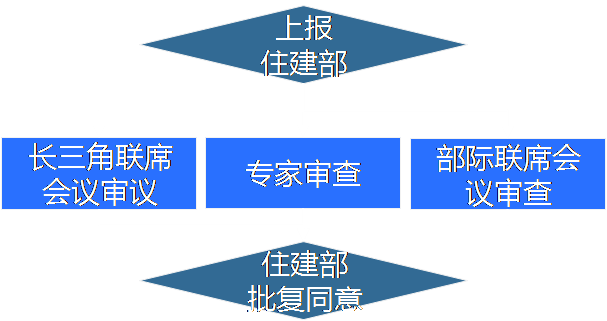 上报
住建部
长三角联席
会议审议
专家审查
部际联席会
议审查
住建部
批复同意